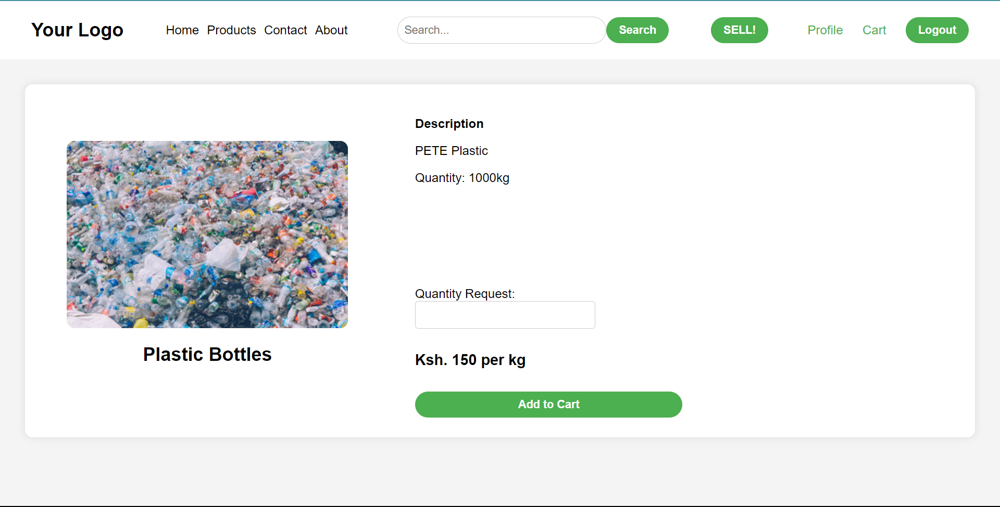 Your Logo Home Products Contact About Search... Search SELL! Profile Cart Logout
Description
PETE Plastic
Quantity: 1000kg
Quantity Request:
Plastic Bottles
Ksh. 150 per kg
Add to Cart